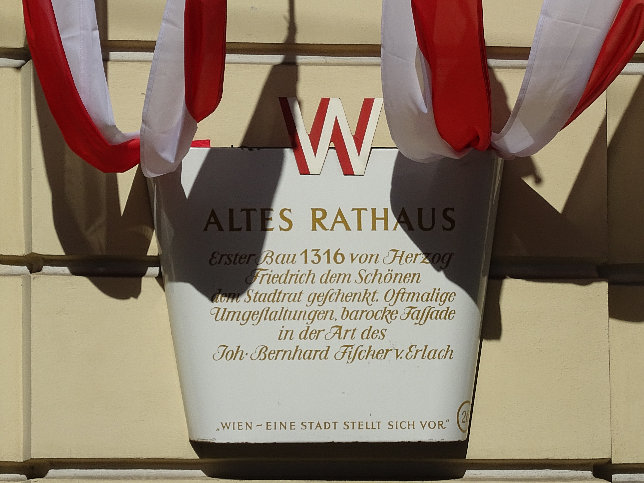 W
ALTES RATHAUS
Erster Bau 1316 von Herzog
Friedrich dem Schönen
dem Stadtrat geſchenkt. Oftmalige
Umgeſtaltungen, barocke Faſſade
in der Art des
Joh. Bernhard Fiſcher v. Erlach
„WIEN ~ EINE STADT STELLT SICH VOR."